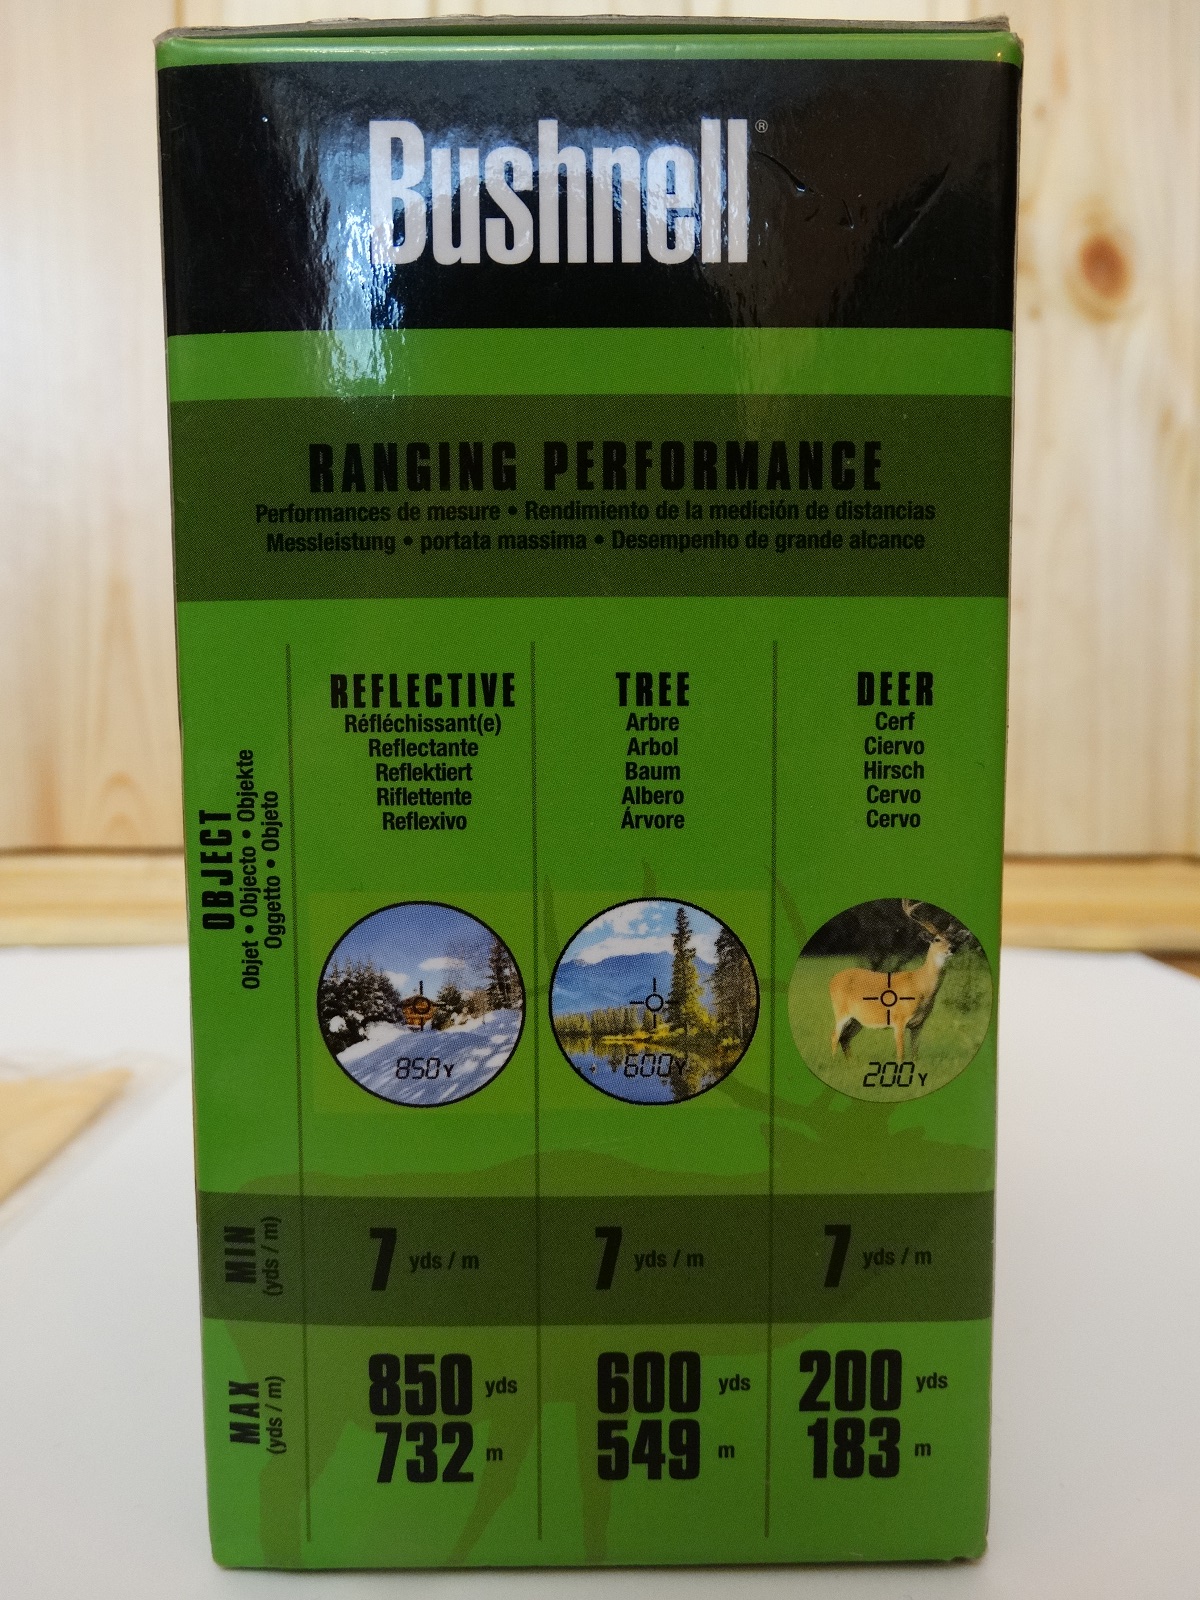 Bushnell®
RANGING PERFORMANCE
Performances de mesure • Rendimiento de la medición de distancias
Messleistung • portata massima • Desempenho de grande alcance
OBJECT
Objet • Objecto • Objekte
Oggetto • Objeto
REFLECTIVE
Réfléchissant(e)
Reflectante
Reflektiert
Riflettente
Reflexivo
TREE
Arbre
Arbol
Baum
Albero
Árvore
DEER
Cerf
Ciervo
Hirsch
Cervo
Cervo
850Y
600Y
200Y
MIN
(yds / m)
7 yds / m
7 yds / m
7 yds / m
MAX
(yds / m)
850 yds
732 m
600 yds
549 m
200 yds
183 m